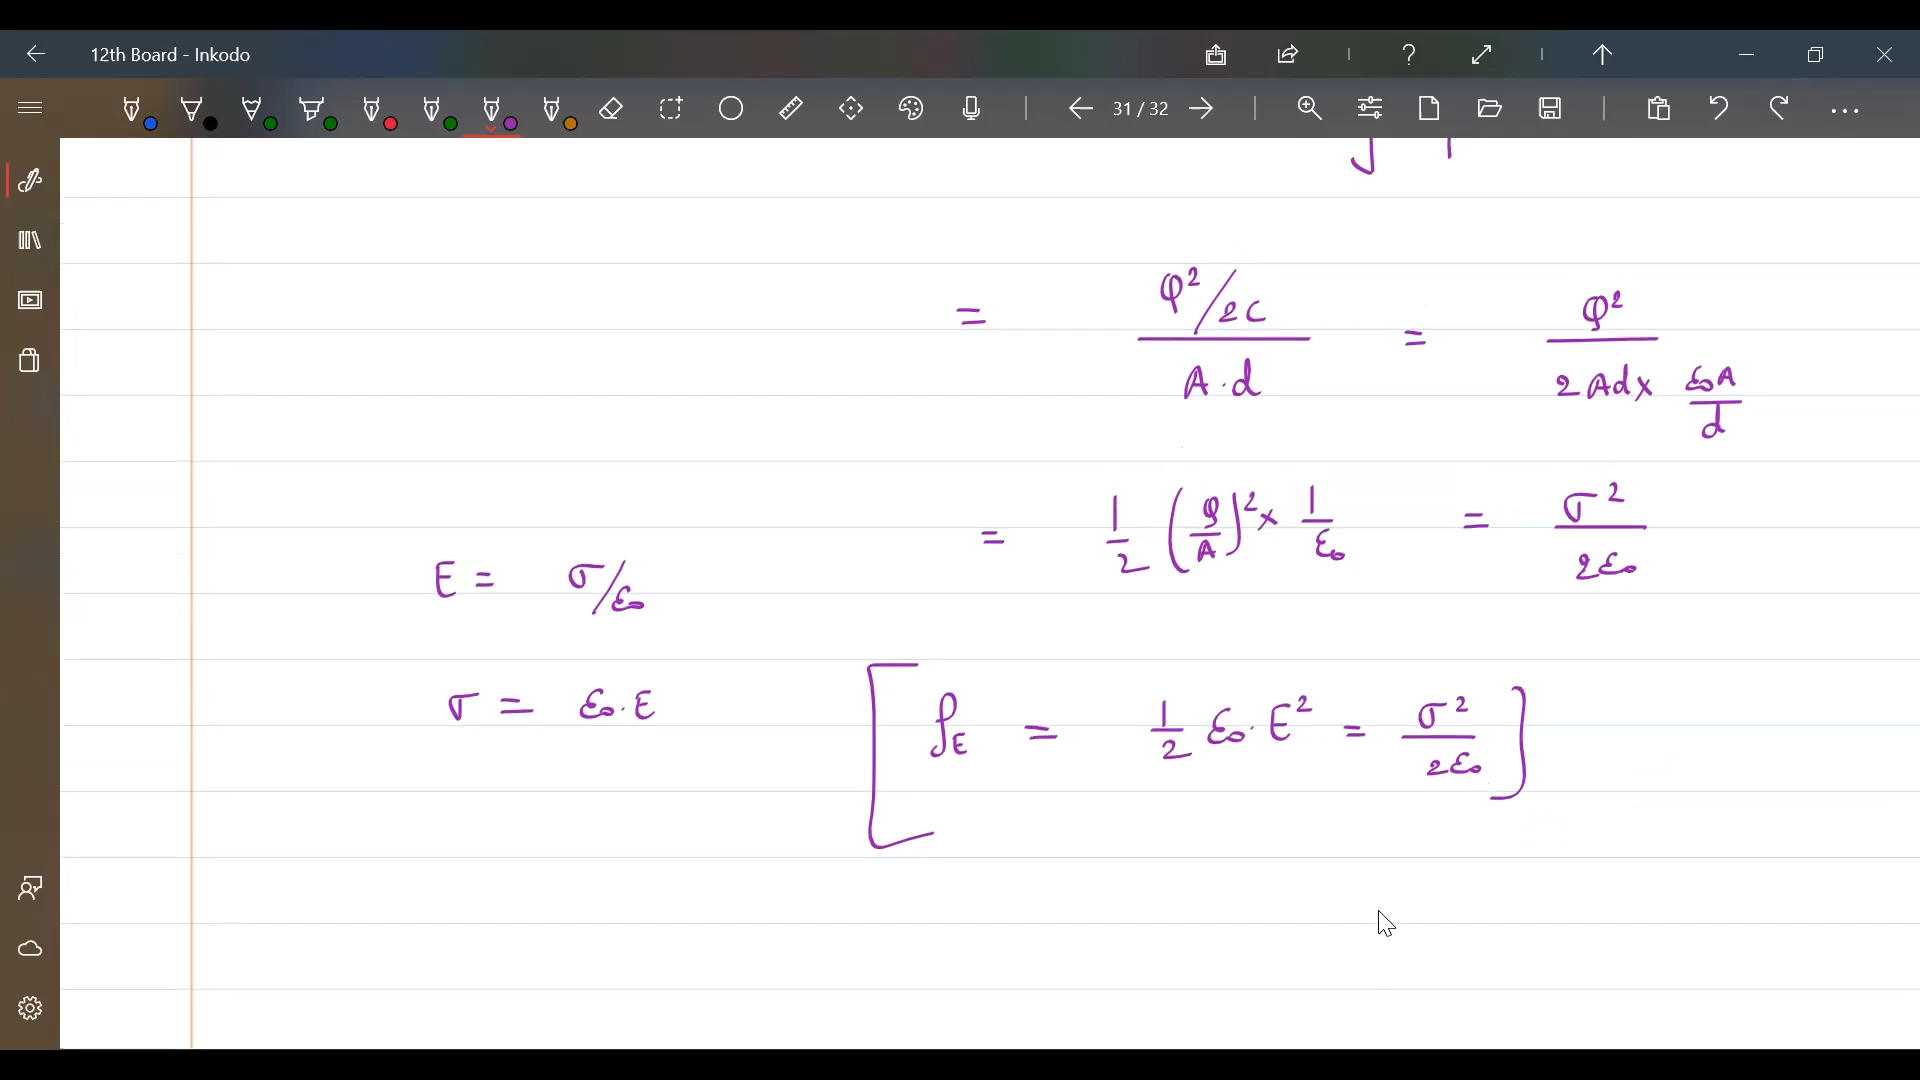 12th Board - Inkodo
31 / 32
= Q²/2C / A·d = Q² / 2Ad × ε₀A/d
= 1/2 (Q/A)² × 1/ε₀ = σ²/2ε₀
E = σ/ε₀
σ = ε₀·E
[ρE = 1/2 ε₀·E² = σ²/2ε₀]